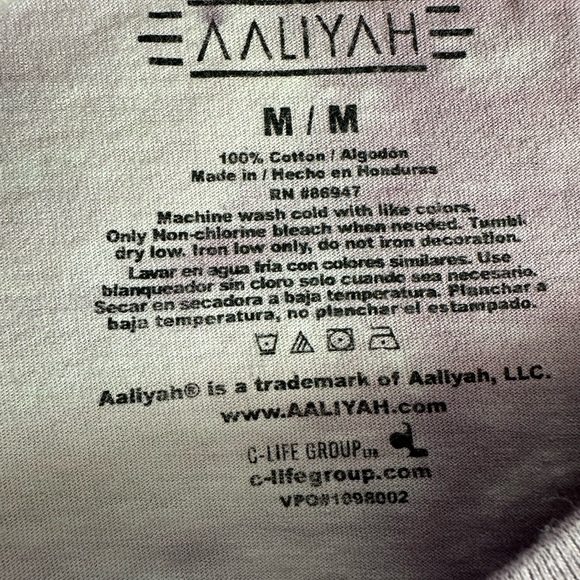 AALIYAH
M / M
100% Cotton / Algodón
Made in / Hecho en Honduras
RN #86947
Machine wash cold with like colors.
Only Non-chlorine bleach when needed. Tumbl
dry low. Iron low only, do not iron decoration.
Lavar en agua fria con colores similares. Use
blanqueador sin cloro solo cuando sea necesario.
Secar en secadora a baja temperatura. Planchar a
baja temperatura, no planchar el estampado.
Aaliyah® is a trademark of Aaliyah, LLC.
www.AALIYAH.com
C-LIFE GROUP LTD
c-lifegroup.com
VPO#1098002